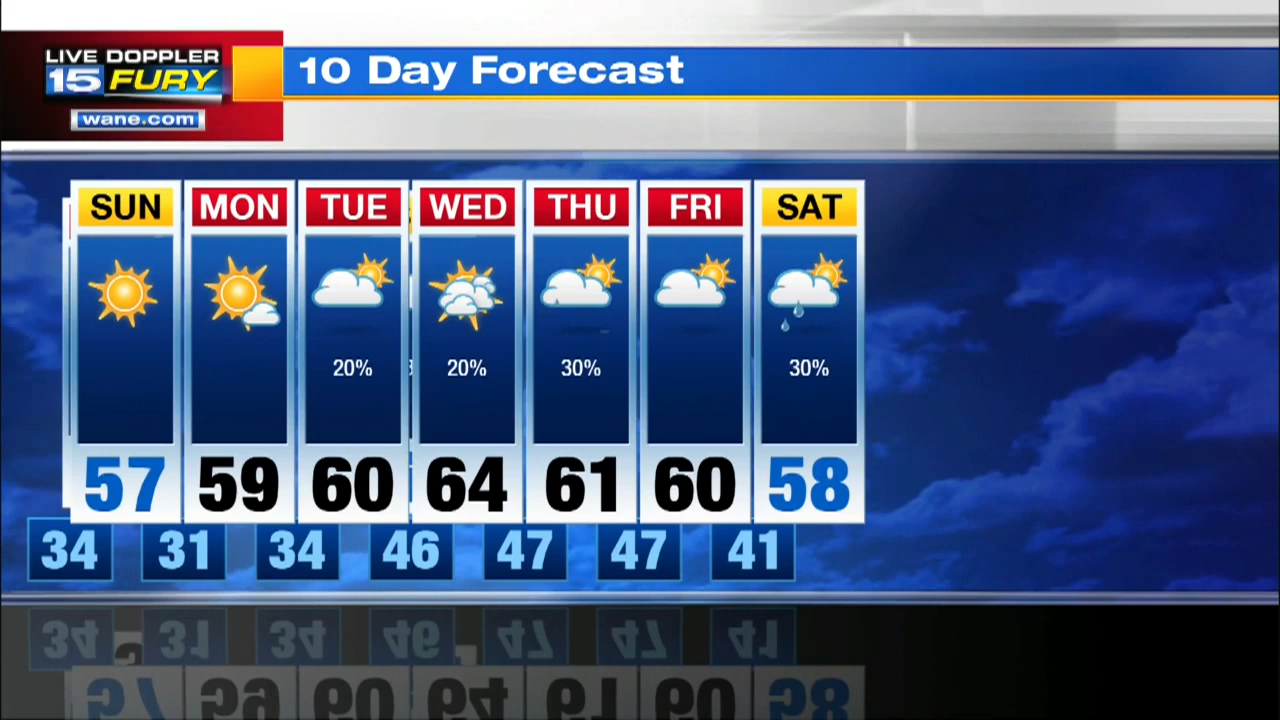 LIVE DOPPLER
15 FURY
wane.com
10 Day Forecast
SUN MON TUE WED THU FRI SAT
20% 20% 30% 30%
57 59 60 64 61 60 58
34 31 34 46 47 47 41